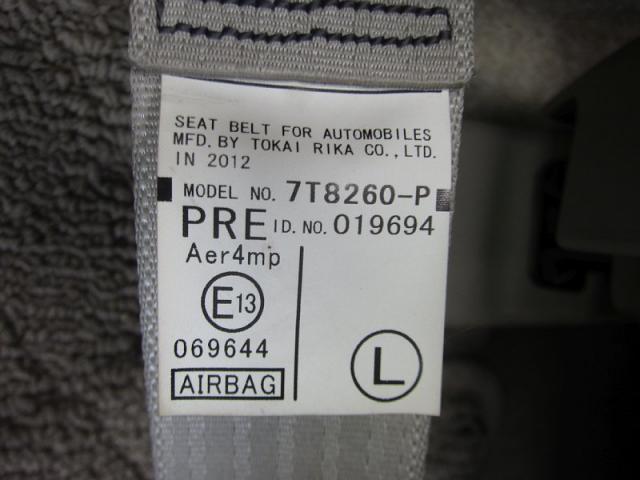 SEAT BELT FOR AUTOMOBILES
MFD. BY TOKAI RIKA CO., LTD.
IN 2012
MODEL NO. 7T8260-P
PRE ID. NO. 019694
Aer4mp
E13
069644
AIRBAG
L